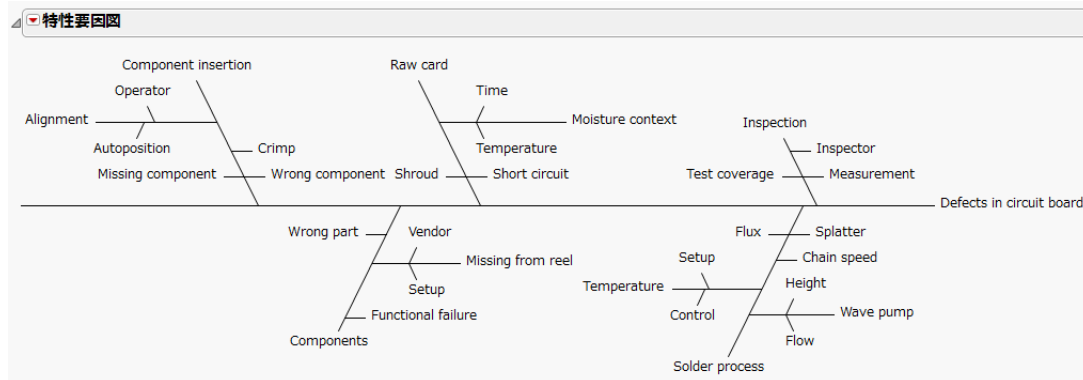 特性要因図
Component insertion
Raw card
Operator
Time
Alignment
Moisture context
Inspection
Autoposition
Crimp
Temperature
Inspector
Missing component
Wrong component
Shroud
Short circuit
Test coverage
Measurement
Defects in circuit board
Wrong part
Vendor
Flux
Splatter
Missing from reel
Setup
Chain speed
Setup
Temperature
Height
Functional failure
Control
Wave pump
Components
Flow
Solder process